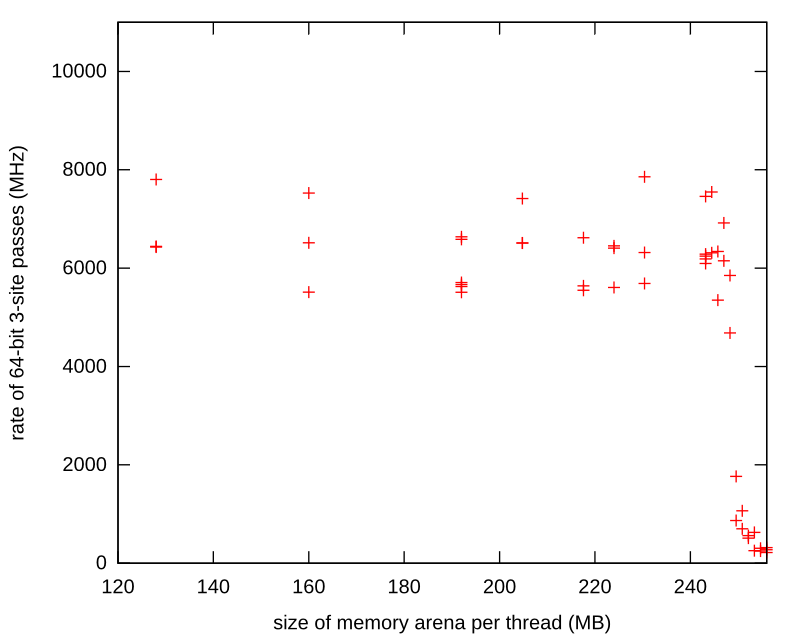 10000
8000
6000
4000
2000
0
rate of 64-bit 3-site passes (MHz)
120 140 160 180 200 220 240
size of memory arena per thread (MB)